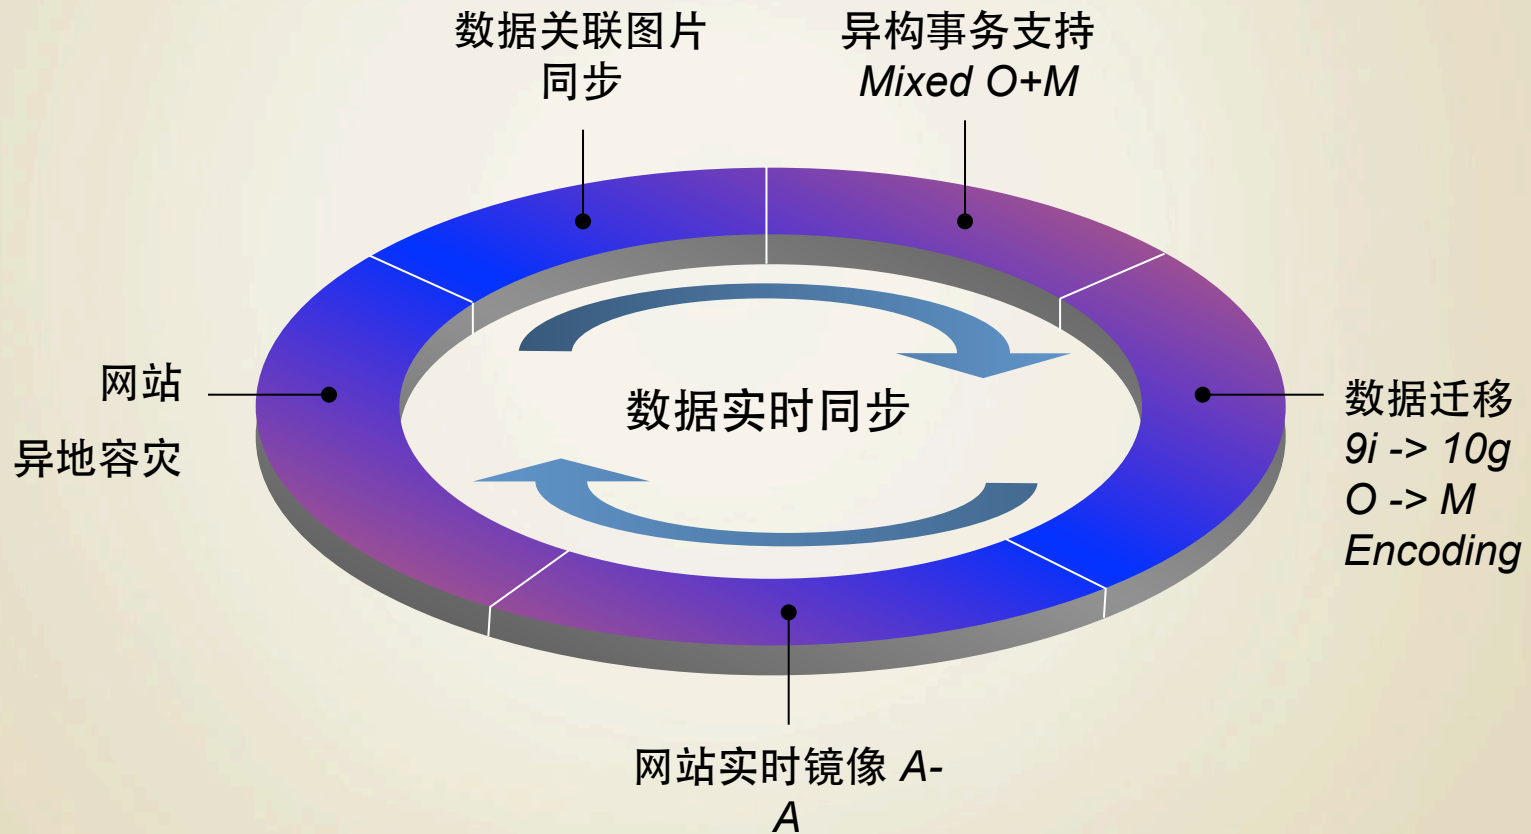 数据关联图片
同步
异构事务支持
Mixed O+M
网站
异地容灾
数据实时同步
数据迁移
9i -> 10g
O -> M
Encoding
网站实时镜像 A-
A